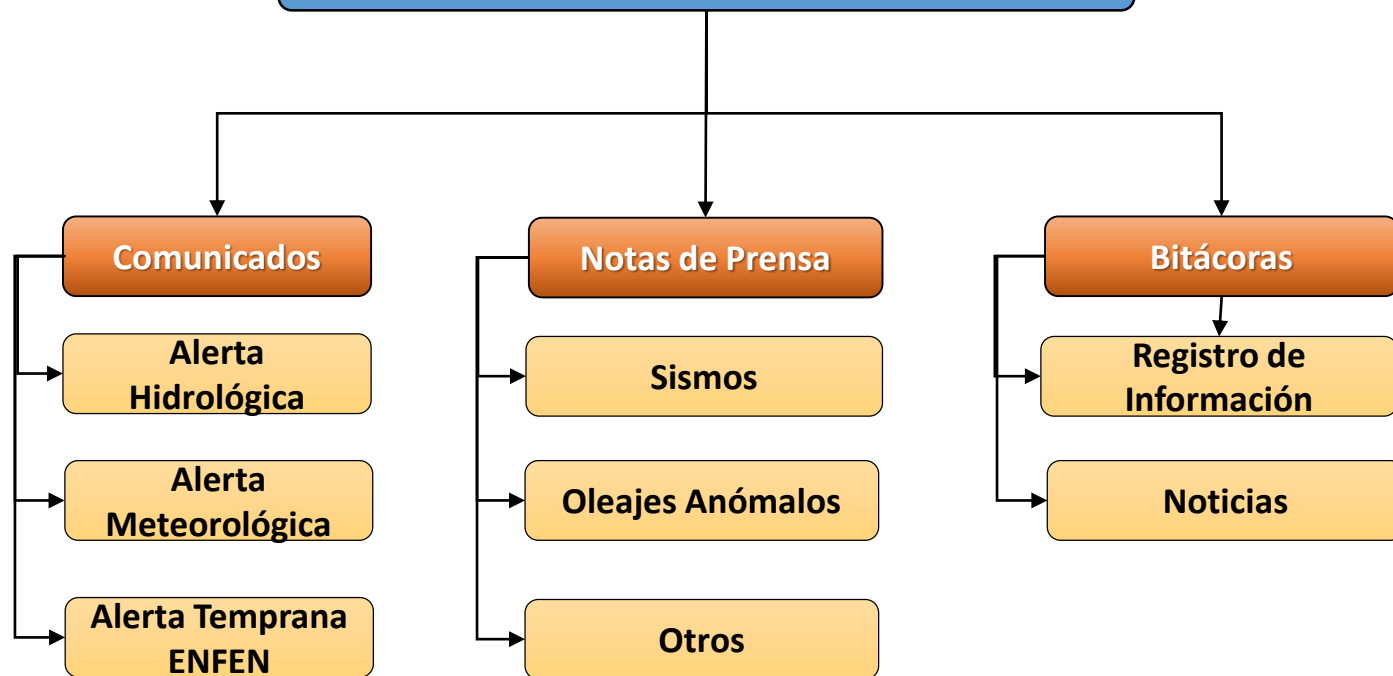 Comunicados
Notas de Prensa
Bitácoras
Alerta
Hidrológica
Alerta
Meteorológica
Alerta Temprana
ENFEN
Sismos
Oleajes Anómalos
Otros
Registro de
Información
Noticias